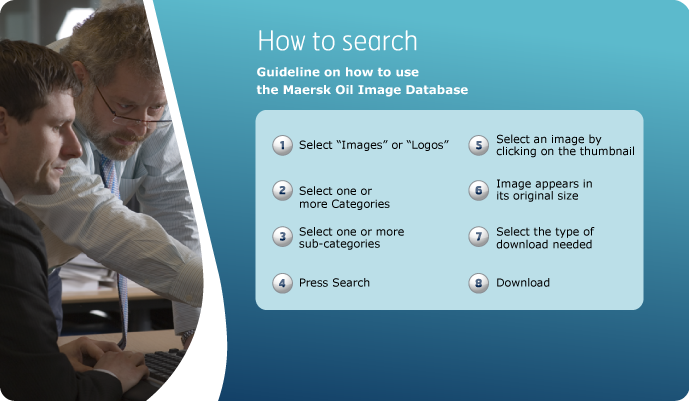 How to search
Guideline on how to use
the Maersk Oil Image Database
1 Select “Images” or “Logos”
2 Select one or
more Categories
3 Select one or more
sub-categories
4 Press Search
5 Select an image by
clicking on the thumbnail
6 Image appears in
its original size
7 Select the type of
download needed
8 Download